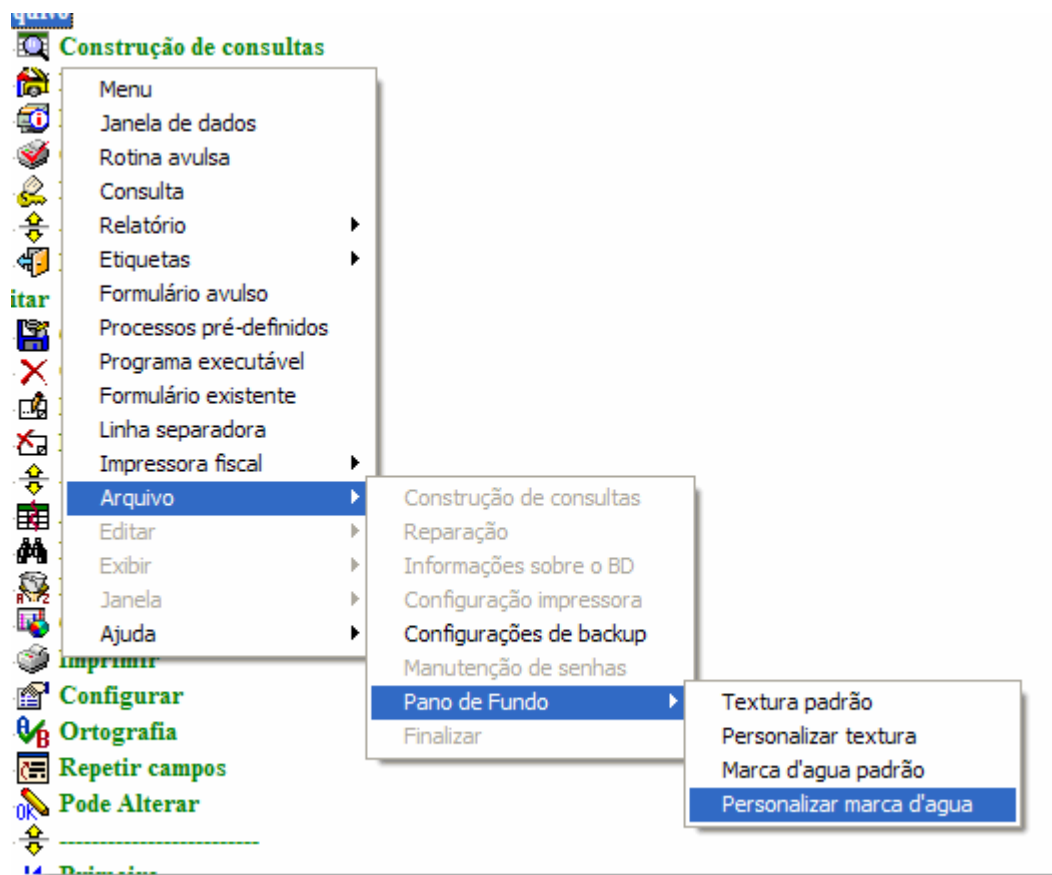 Construção de consultas
Menu
Janela de dados
Rotina avulsa
Consulta
Relatório
Etiquetas
Formulário avulso
itar
Processos pré-definidos
Programa executável
Formulário existente
Linha separadora
Impressora fiscal
Arquivo
Editar
Exibir
Janela
Ajuda
Construção de consultas
Reparação
Informações sobre o BD
Configuração impressora
Configurações de backup
Manutenção de senhas
Pano de Fundo
Finalizar
Textura padrão
Personalizar textura
Marca d'agua padrão
Personalizar marca d'agua
Imprimir
Configurar
Ortografia
Repetir campos
Pode Alterar
-------------------------